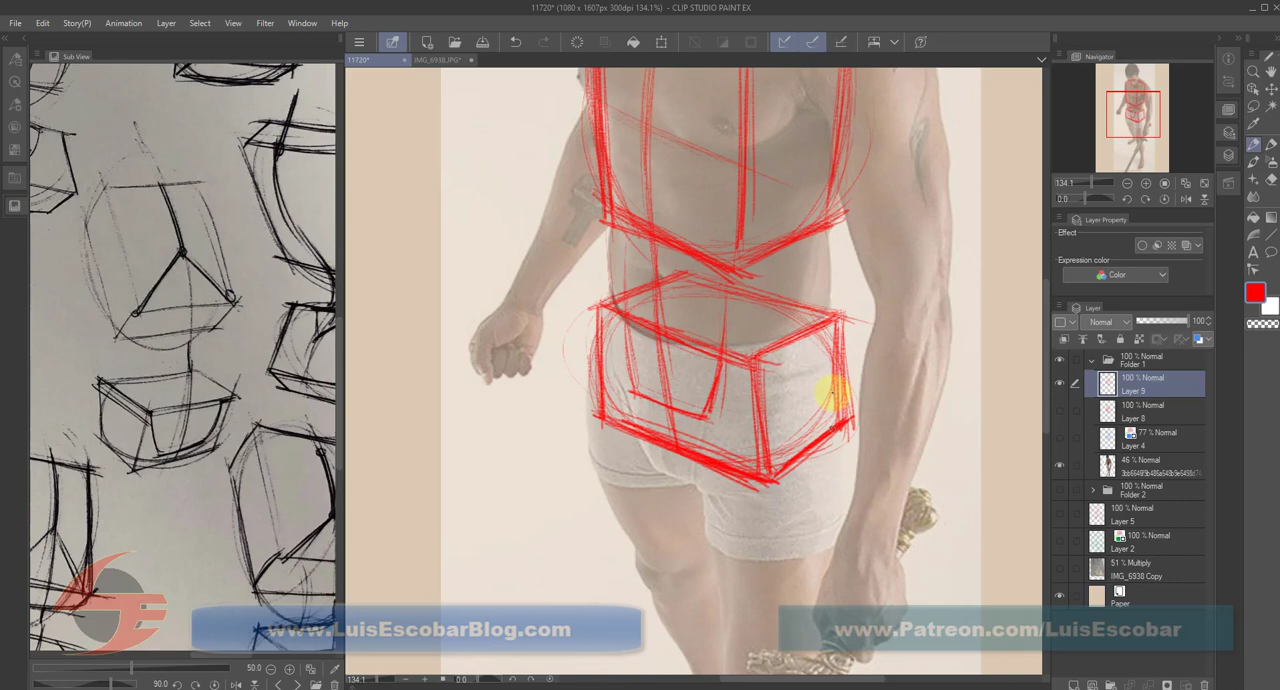 11720* (1080 x 1607px 300dpi 134.1%) - CLIP STUDIO PAINT EX
File Edit Story(P) Animation Layer Select View Filter Window Help
Sub View
11720*
IMG_6938.JPG*
Navigator
134.1
0.0
Layer Property
Effect
Expression color
Color
Layer
Normal
100
100 % Normal
Folder 1
100 % Normal
Layer 9
100 % Normal
Layer 8
77 % Normal
Layer 4
46 % Normal
100 % Normal
Folder 2
100 % Normal
Layer 5
100 % Normal
Layer 2
51 % Multiply
IMG_6938 Copy
Paper
www.LuisEscobarBlog.com
www.Patreon.com/LuisEscobar
50.0
90.0
134.1
0.0